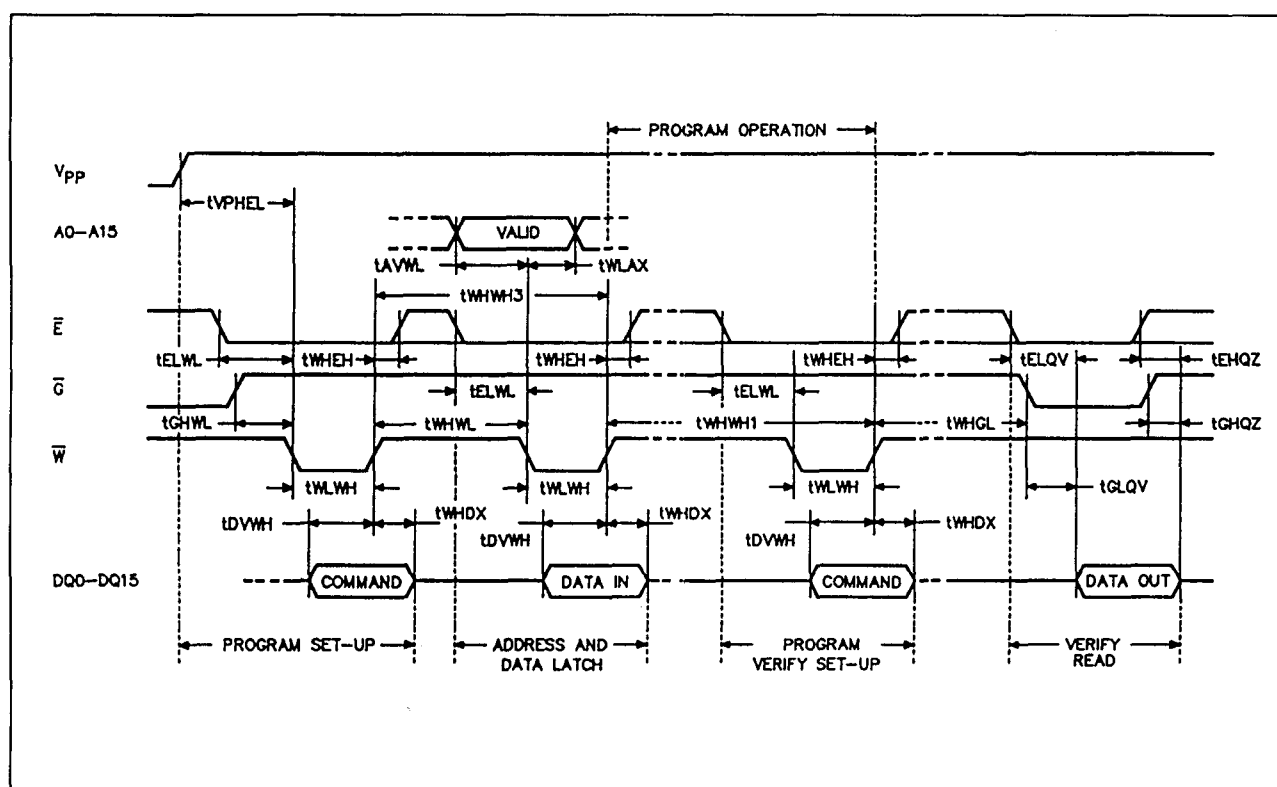 PROGRAM OPERATION
VPP
tVPHEL
A0-A15
VALID
tAVWL
tWLAX
tWHWH3
E
tELWL
tWHEH
tWHEH
tWHEH
tELQV
tEHQZ
G
tELWL
tELWL
tGHWL
tWHWL
tWHWH1
tWHGL
tGHQZ
W
tWLWH
tWLWH
tWLWH
tGLQV
tDVWH
tWHDX
tDVWH
tWHDX
tDVWH
tWHDX
DQ0-DQ15
COMMAND
DATA IN
COMMAND
DATA OUT
PROGRAM SET-UP
ADDRESS AND
DATA LATCH
PROGRAM
VERIFY SET-UP
VERIFY
READ